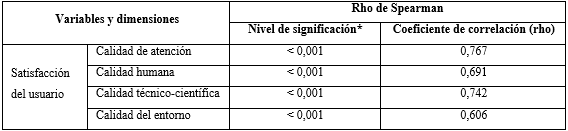 Variables y dimensiones
Rho de Spearman
Nivel de significación*
Coeficiente de correlación (rho)
Satisfacción
del usuario
Calidad de atención
< 0,001
0,767
Calidad humana
< 0,001
0,691
Calidad técnico-científica
< 0,001
0,742
Calidad del entorno
< 0,001
0,606